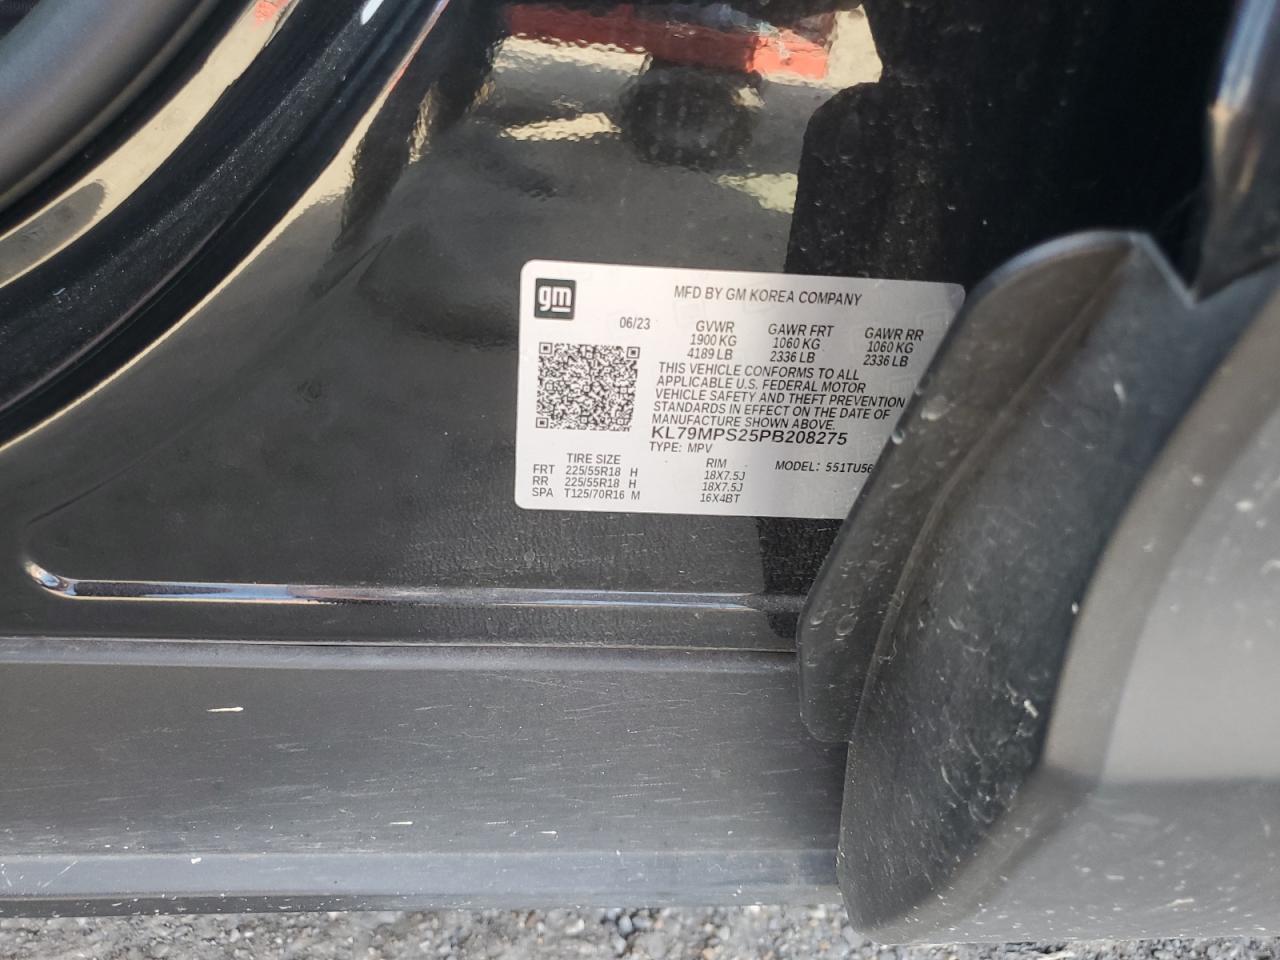 gm
MFD BY GM KOREA COMPANY
06/23 GVWR GAWR FRT GAWR RR
1900 KG 1060 KG 1060 KG
4189 LB 2336 LB 2336 LB
THIS VEHICLE CONFORMS TO ALL
APPLICABLE U.S. FEDERAL MOTOR
VEHICLE SAFETY AND THEFT PREVENTION
STANDARDS IN EFFECT ON THE DATE OF
MANUFACTURE SHOWN ABOVE.
KL79MPS25PB208275
TYPE: MPV
TIRE SIZE RIM MODEL: 551TU56
FRT 225/55R18 H 18X7.5J
RR 225/55R18 H 18X7.5J
SPA T125/70R16 M 16X4BT